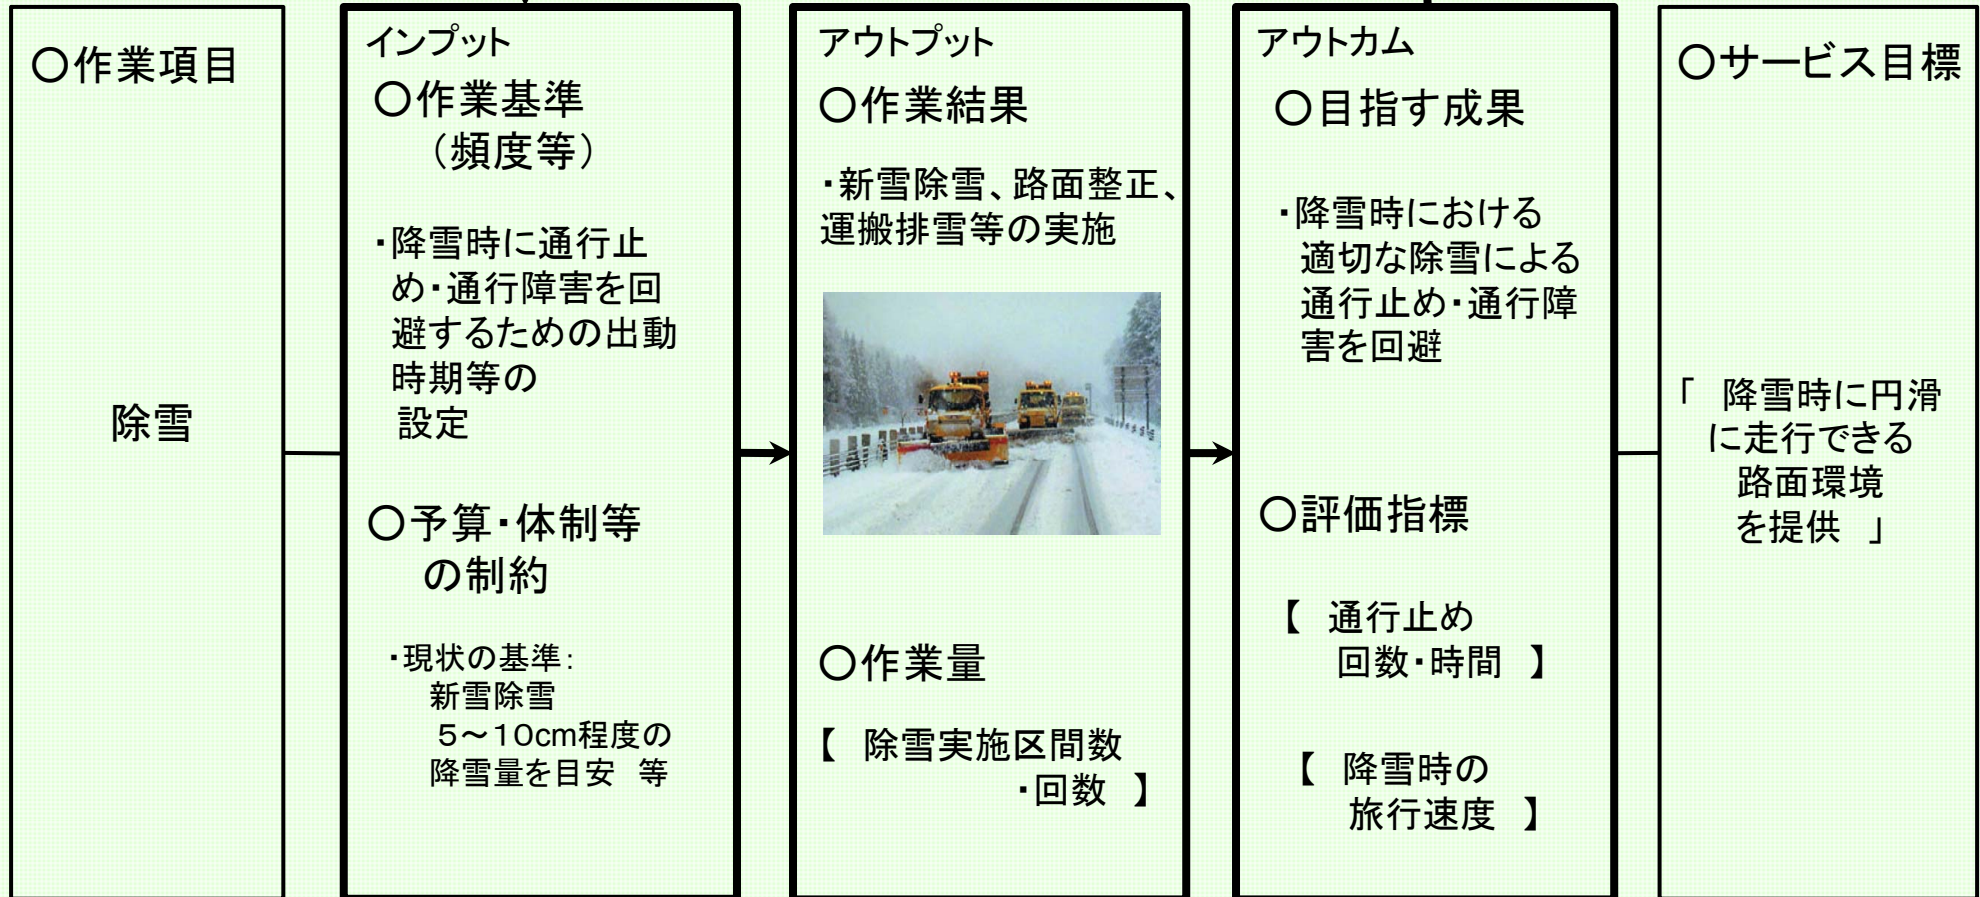 〇作業項目
除雪
インプット
〇作業基準
（頻度等）
・降雪時に通行止
め・通行障害を回
避するための出動
時期等の
設定
〇予算・体制等
の制約
・現状の基準：
新雪除雪
５～１０cm程度の
降雪量を目安　等
アウトプット
〇作業結果
・新雪除雪、路面整正、
運搬排雪等の実施
〇作業量
【　除雪実施区間数
・回数　】
アウトカム
〇目指す成果
・降雪時における
適切な除雪による
通行止め・通行障
害を回避
〇評価指標
【　通行止め
回数・時間　】
【　降雪時の
旅行速度　】
〇サービス目標
「　降雪時に円滑
に走行できる
路面環境
を提供　」